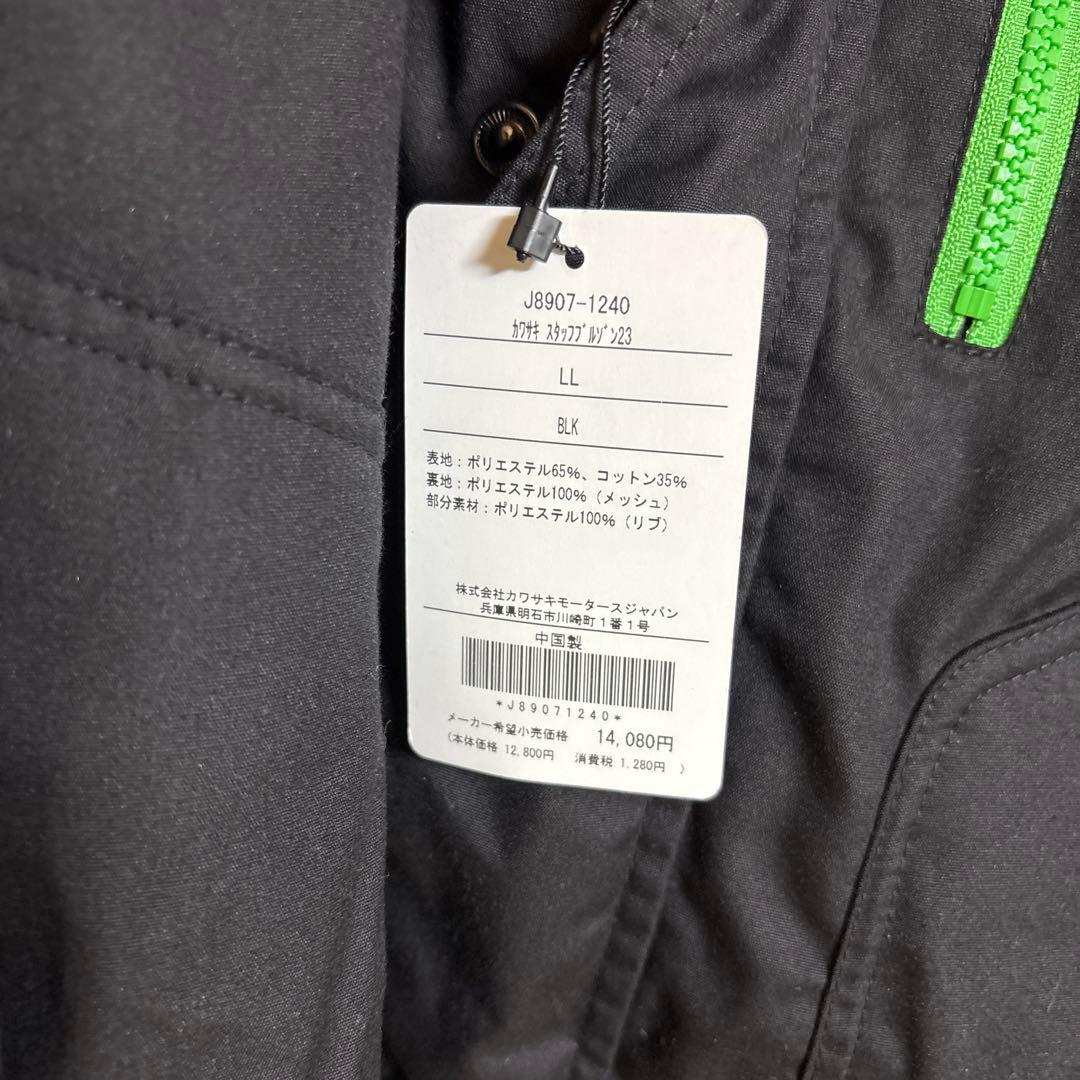 J8907-1240
ｶﾜｻｷ ｽﾀｯﾌﾌﾞﾙｿﾞﾝ23
LL
BLK
表地：ポリエステル65%、コットン35%
裏地：ポリエステル100%（メッシュ）
部分素材：ポリエステル100%（リブ）
株式会社カワサキモータースジャパン
兵庫県明石市川崎町１番１号
中国製
*J89071240*
メーカー希望小売価格 14,080円
（本体価格 12,800円 消費税 1,280円 ）